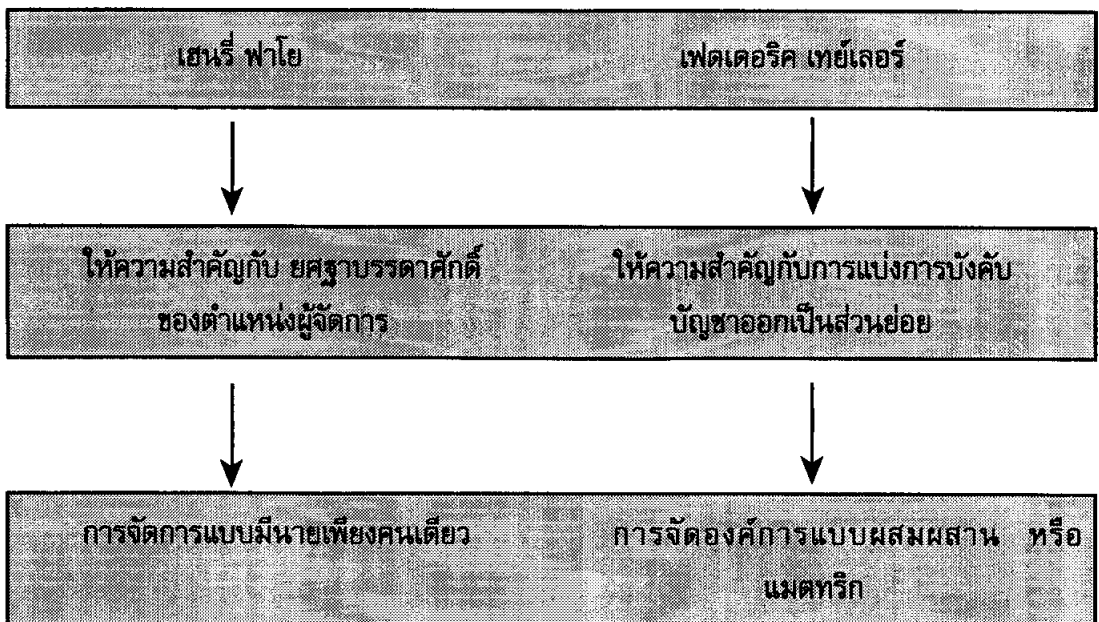 เฮนรี่ ฟาโย
เฟดเดอริค เทย์เลอร์
ให้ความสำคัญกับ ยศฐาบรรดาศักดิ์
ของตำแหน่งผู้จัดการ
ให้ความสำคัญกับการแบ่งการบังคับ
บัญชาออกเป็นส่วนย่อย
การจัดการแบบมีนายเพียงคนเดียว
การจัดองค์การแบบผสมผสาน หรือ
แมตทริก